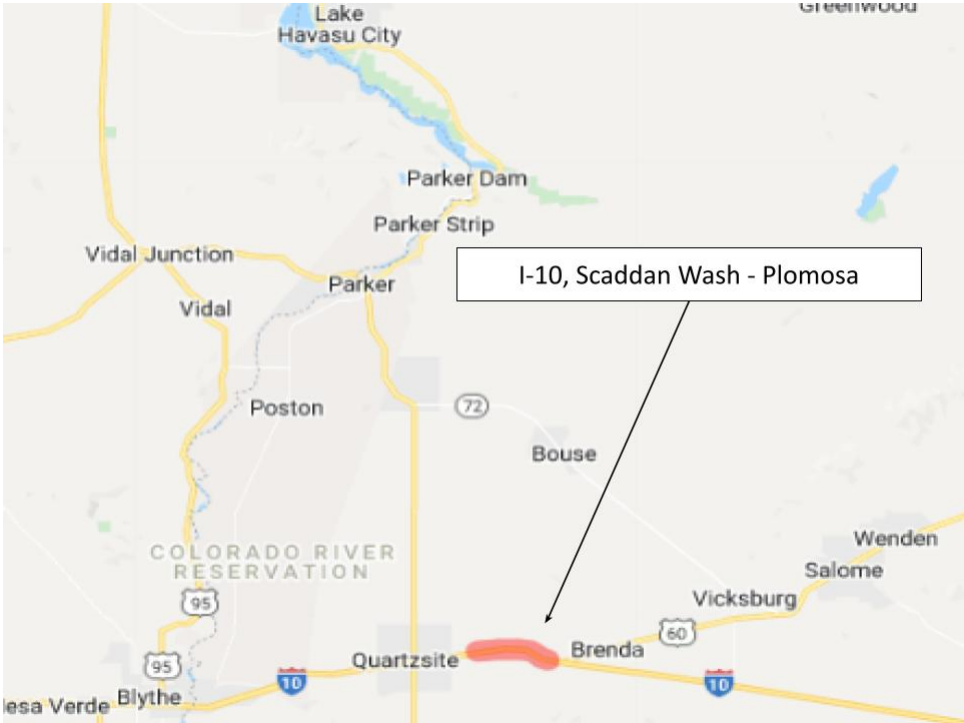 Greenwood
Lake
Havasu City
Parker Dam
Parker Strip
Vidal Junction
I-10, Scaddan Wash - Plomosa
Parker
Vidal
Poston
72
Bouse
Wenden
COLORADO RIVER
RESERVATION
Salome
95
Vicksburg
60
Brenda
Quartzsite
95
10
10
lesa Verde
Blythe